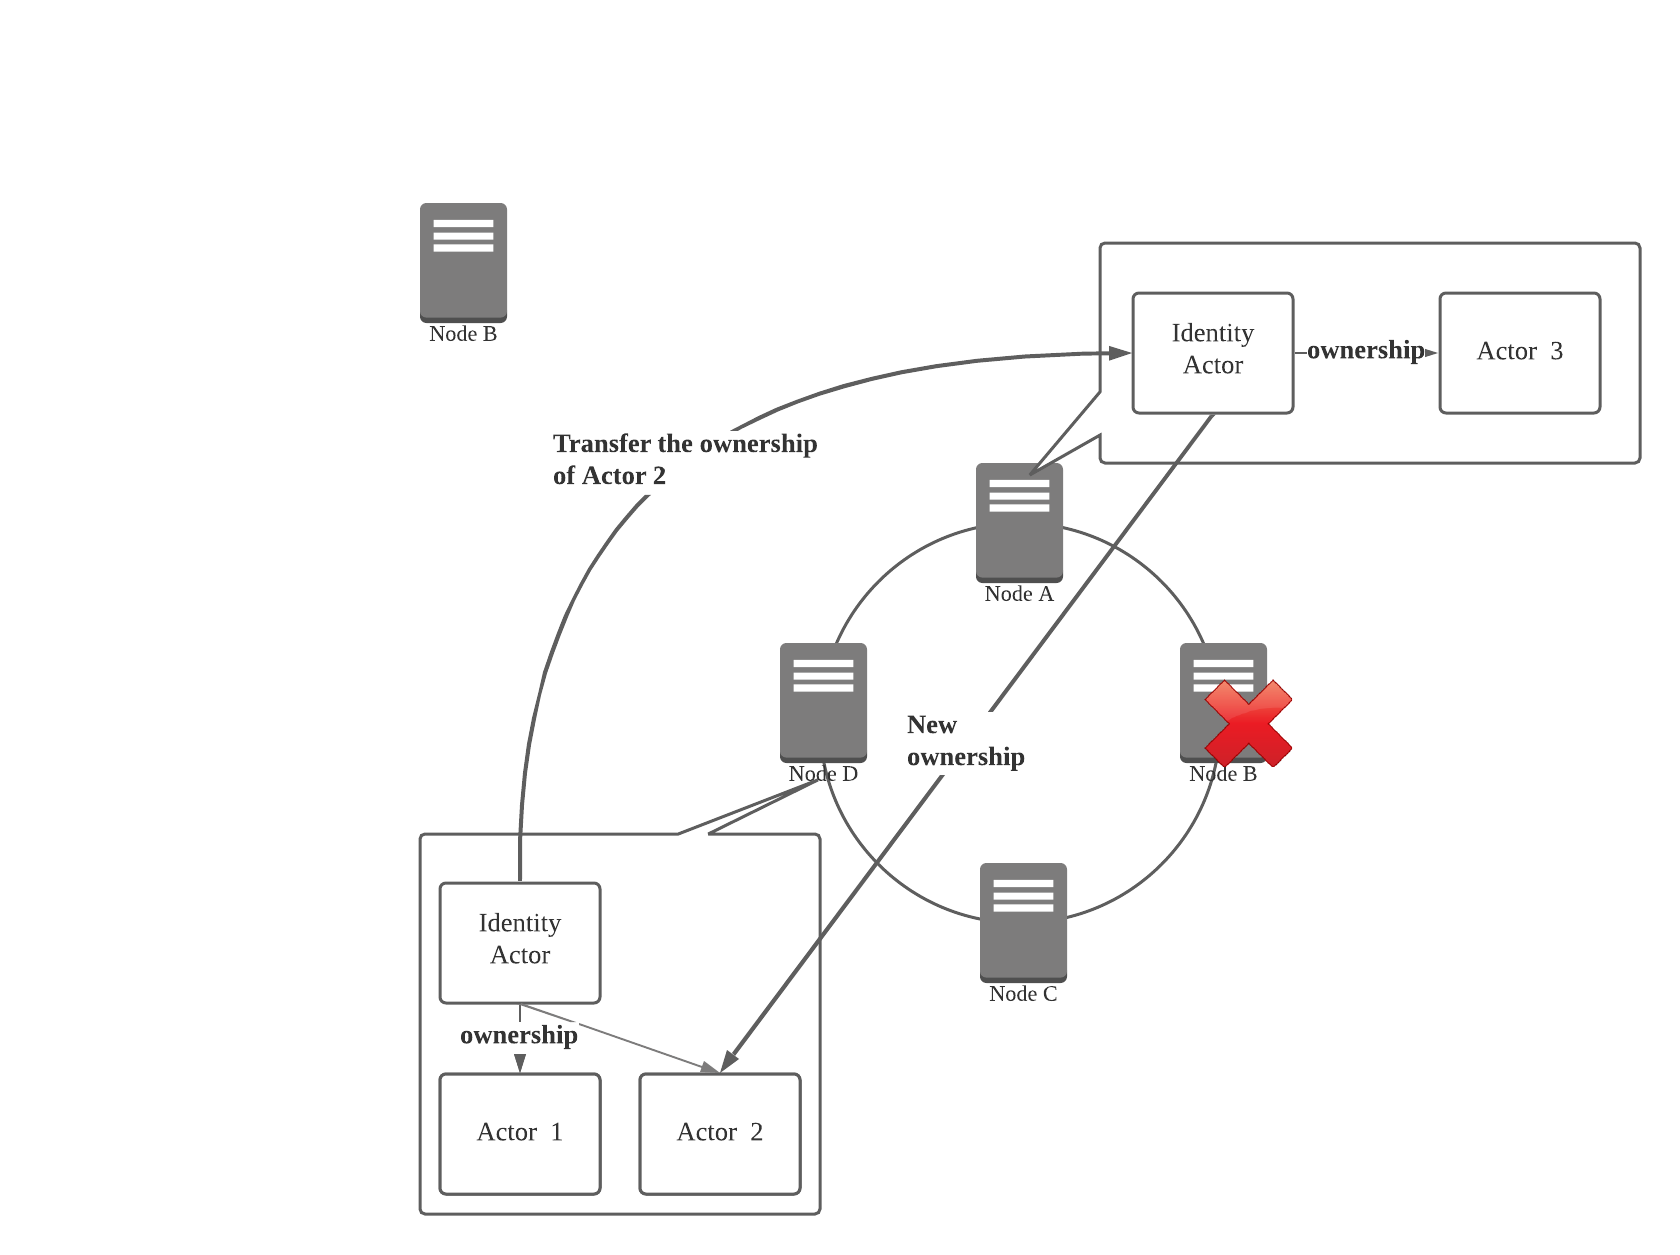 Node B
Identity
Actor
ownership
Actor 3
Transfer the ownership
of Actor 2
Node A
New
ownership
Node D
Node B
Identity
Actor
Node C
ownership
Actor 1
Actor 2